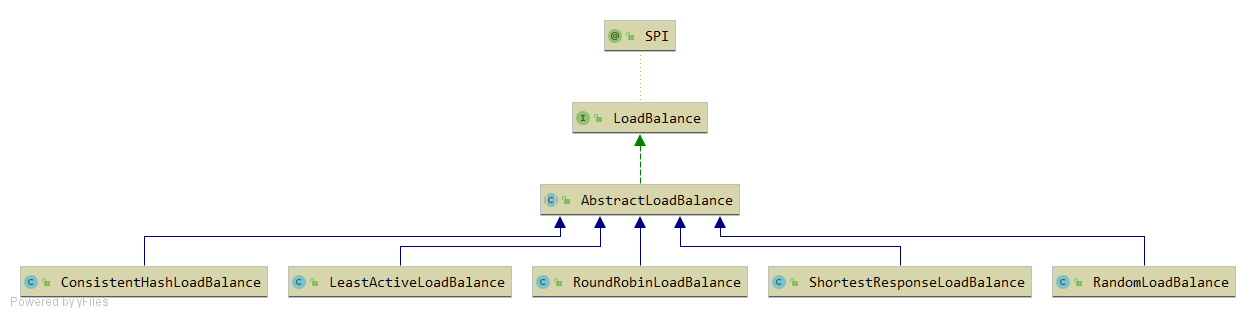 @ SPI
I LoadBalance
C AbstractLoadBalance
C ConsistentHashLoadBalance
C LeastActiveLoadBalance
C RoundRobinLoadBalance
C ShortestResponseLoadBalance
C RandomLoadBalance
Powered by yFiles